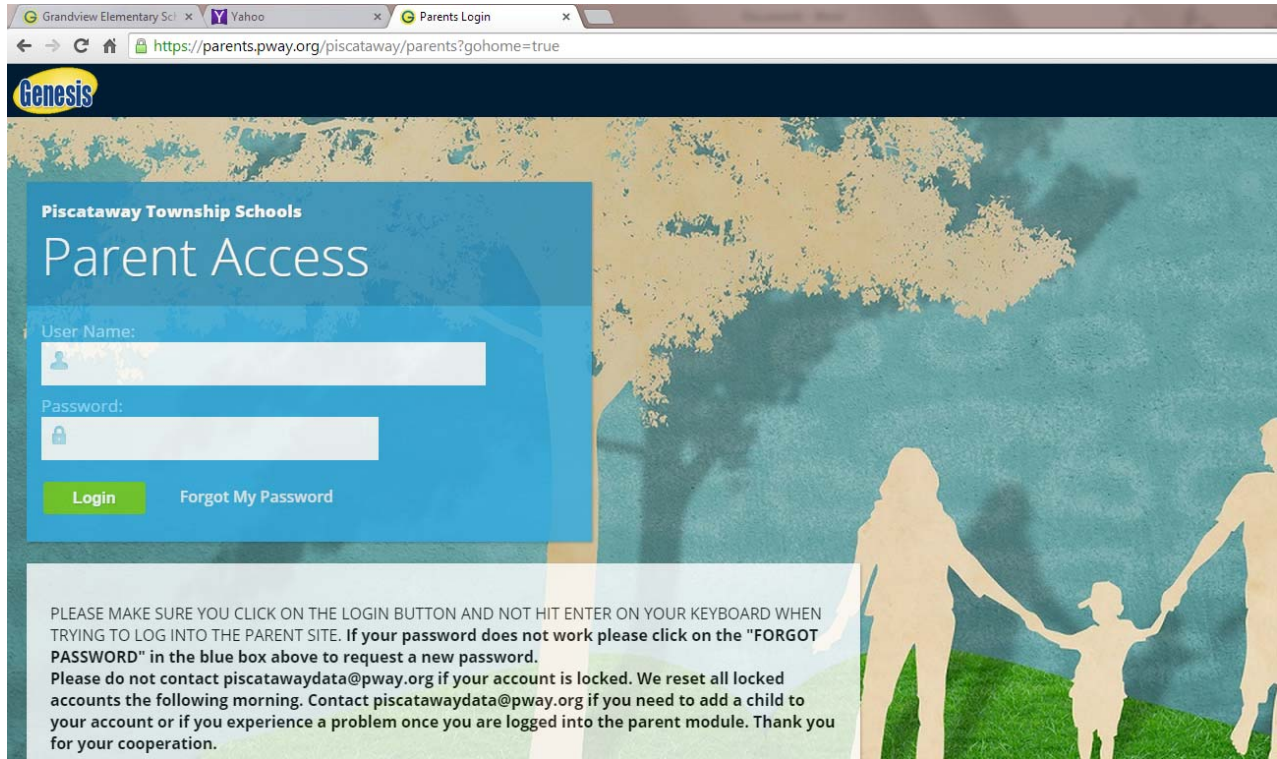 Grandview Elementary Sch
Yahoo
Parents Login
https://parents.pway.org/piscataway/parents?gohome=true
Genesis
Piscataway Township Schools
Parent Access
User Name:
Password:
Login Forgot My Password
PLEASE MAKE SURE YOU CLICK ON THE LOGIN BUTTON AND NOT HIT ENTER ON YOUR KEYBOARD WHEN
TRYING TO LOG INTO THE PARENT SITE. If your password does not work please click on the "FORGOT
PASSWORD" in the blue box above to request a new password.
Please do not contact piscatawaydata@pway.org if your account is locked. We reset all locked
accounts the following morning. Contact piscatawaydata@pway.org if you need to add a child to
your account or if you experience a problem once you are logged into the parent module. Thank you
for your cooperation.